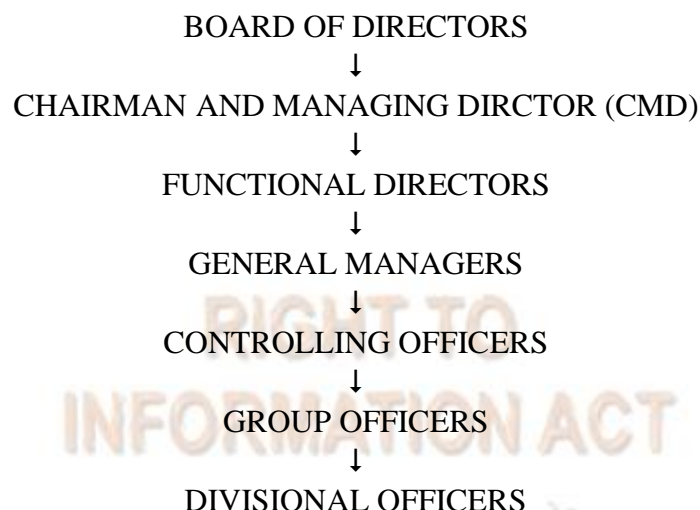 BOARD OF DIRECTORS
↓
CHAIRMAN AND MANAGING DIRCTOR (CMD)
↓
FUNCTIONAL DIRECTORS
↓
GENERAL MANAGERS
↓
RIGHT TO
CONTROLLING OFFICERS
↓
INFORMATION ACT
GROUP OFFICERS
↓
DIVISIONAL OFFICERS